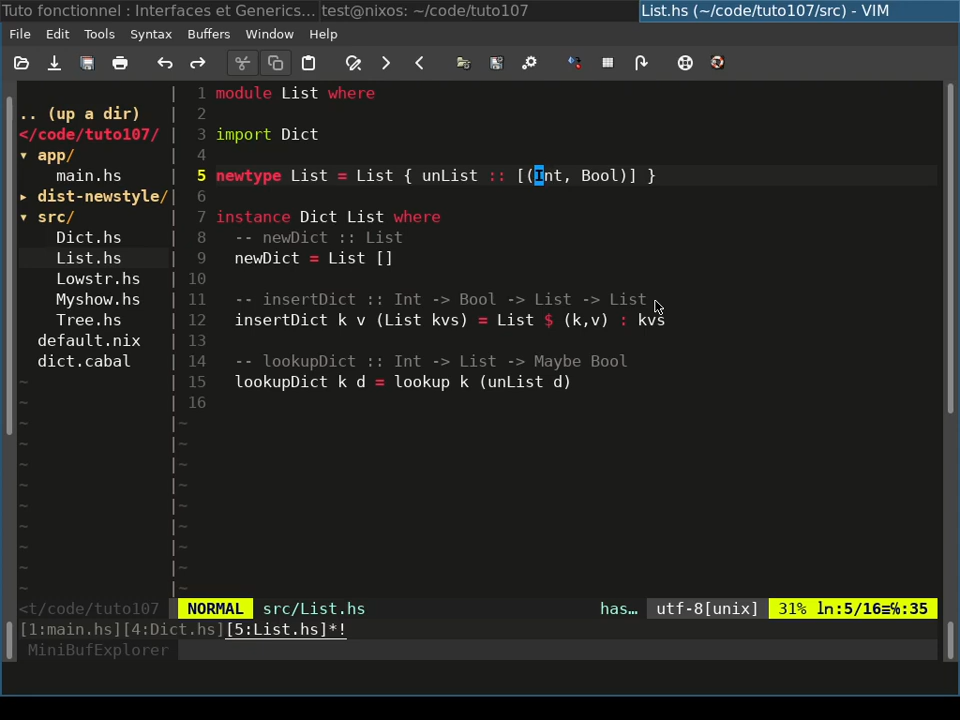 Tuto fonctionnel : Interfaces et Generics... test@nixos: ~/code/tuto107 List.hs (~/code/tuto107/src) - VIM
File Edit Tools Syntax Buffers Window Help
.. (up a dir)
</code/tuto107/
▾ app/
main.hs
▸ dist-newstyle/
▾ src/
Dict.hs
List.hs
Lowstr.hs
Myshow.hs
Tree.hs
default.nix
dict.cabal
~
~
~
~
~
~
~
~
~
~
~
1 module List where
2
3 import Dict
4
5 newtype List = List { unList :: [(Int, Bool)] }
6
7 instance Dict List where
8 -- newDict :: List
9 newDict = List []
10
11 -- insertDict :: Int -> Bool -> List -> List
12 insertDict k v (List kvs) = List $ (k,v) : kvs
13
14 -- lookupDict :: Int -> List -> Maybe Bool
15 lookupDict k d = lookup k (unList d)
16
~
~
~
~
~
~
~
~
~
<t/code/tuto107 NORMAL src/List.hs has… utf-8[unix] 31% ln:5/16≡℅:35
[1:main.hs][4:Dict.hs][5:List.hs]*!
MiniBufExplorer